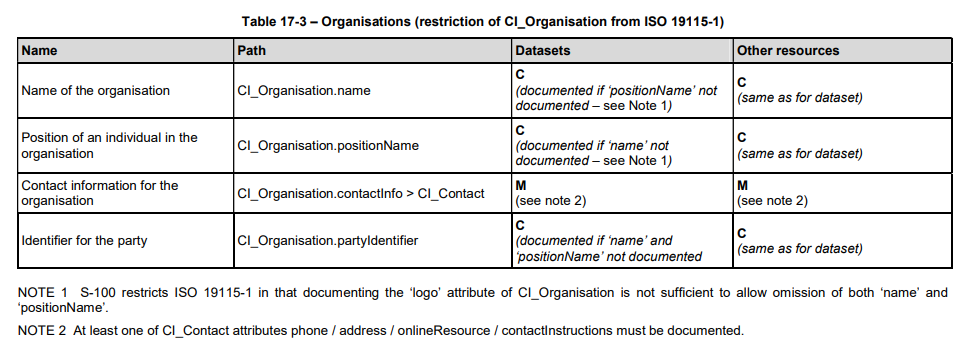 Table 17-3 – Organisations (restriction of CI_Organisation from ISO 19115-1)
Name Path Datasets Other resources
Name of the organisation CI_Organisation.name C
(documented if ‘positionName’ not
documented – see Note 1) C
(same as for dataset)
Position of an individual in the
organisation CI_Organisation.positionName C
(documented if ‘name’ not
documented – see Note 1) C
(same as for dataset)
Contact information for the
organisation CI_Organisation.contactInfo > CI_Contact M
(see note 2) M
(see note 2)
Identifier for the party CI_Organisation.partyIdentifier C
(documented if ‘name’ and
‘positionName’ not documented C
(same as for dataset)
NOTE 1 S-100 restricts ISO 19115-1 in that documenting the ‘logo’ attribute of CI_Organisation is not sufficient to allow omission of both ‘name’ and
‘positionName’.
NOTE 2 At least one of CI_Contact attributes phone / address / onlineResource / contactInstructions must be documented.